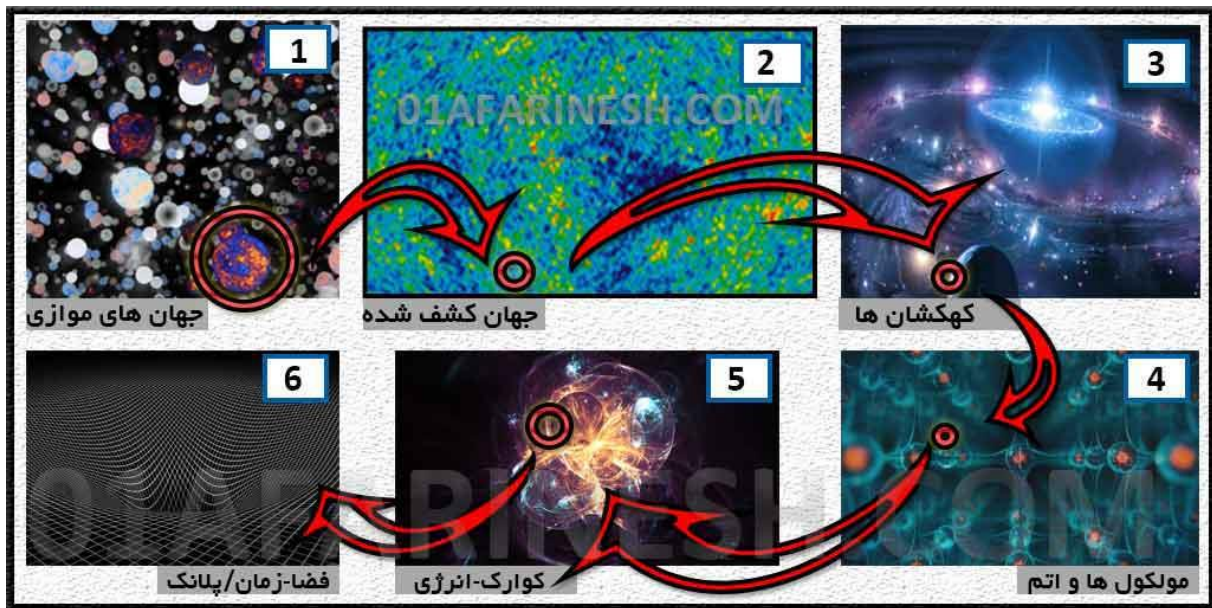 1
جهان های موازی
2
01AFARINESH.COM
جهان کشف شده
3
کهکشان ها
4
مولکول ها و اتم
5
کوارک-انرژی
6
فضا-زمان/پلانک
01AFARINESH.COM